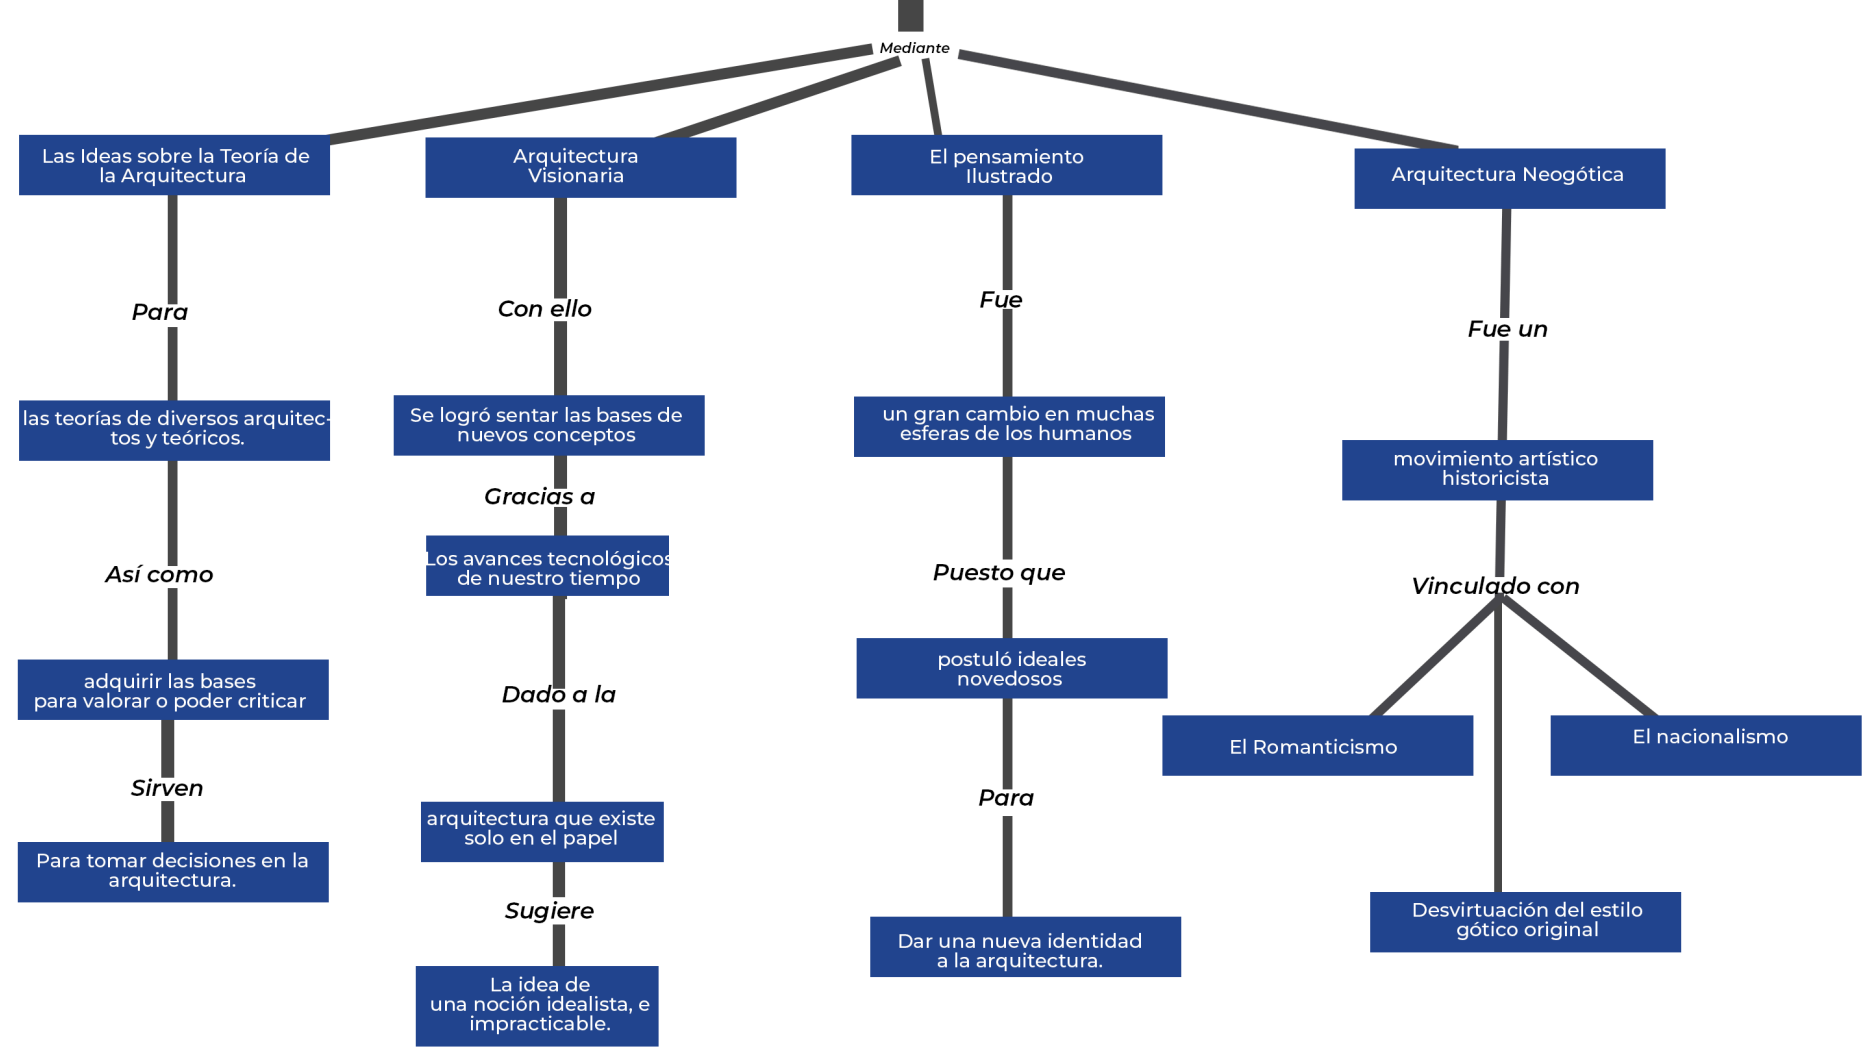 Mediante
Las Ideas sobre la Teoría de
la Arquitectura
Para
las teorías de diversos arquitec-
tos y teóricos.
Así como
adquirir las bases
para valorar o poder criticar
Sirven
Para tomar decisiones en la
arquitectura.
Arquitectura
Visionaria
Con ello
Se logró sentar las bases de
nuevos conceptos
Gracias a
Los avances tecnológicos
de nuestro tiempo
Dado a la
arquitectura que existe
solo en el papel
Sugiere
La idea de
una noción idealista, e
impracticable.
El pensamiento
Ilustrado
Fue
un gran cambio en muchas
esferas de los humanos
Puesto que
postuló ideales
novedosos
Para
Dar una nueva identidad
a la arquitectura.
Arquitectura Neogótica
Fue un
movimiento artístico
historicista
Vinculado con
El Romanticismo
El nacionalismo
Desvirtuación del estilo
gótico original